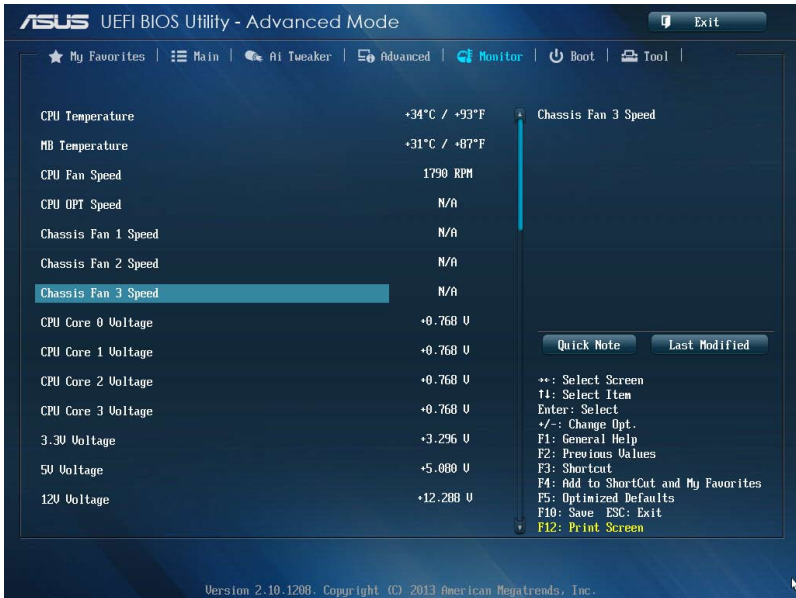 ASUS UEFI BIOS Utility - Advanced Mode
Exit
My Favorites | Main | Ai Tweaker | Advanced | Monitor | Boot | Tool |
CPU Temperature +34°C / +93°F
MB Temperature +31°C / +87°F
CPU Fan Speed 1790 RPM
CPU OPT Speed N/A
Chassis Fan 1 Speed N/A
Chassis Fan 2 Speed N/A
Chassis Fan 3 Speed N/A
CPU Core 0 Voltage +0.768 V
CPU Core 1 Voltage +0.768 V
CPU Core 2 Voltage +0.768 V
CPU Core 3 Voltage +0.768 V
3.3V Voltage +3.296 V
5V Voltage +5.080 V
12V Voltage +12.288 V
Chassis Fan 3 Speed
Quick Note
Last Modified
→←: Select Screen
↑↓: Select Item
Enter: Select
+/-: Change Opt.
F1: General Help
F2: Previous Values
F3: Shortcut
F4: Add to ShortCut and My Favorites
F5: Optimized Defaults
F10: Save ESC: Exit
F12: Print Screen
Version 2.10.1208. Copyright (C) 2013 American Megatrends, Inc.